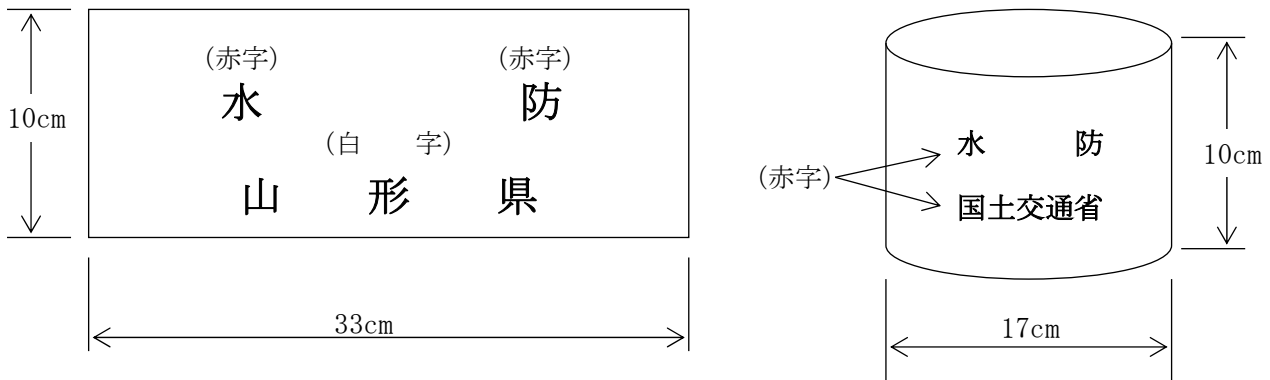 (赤字) (赤字)
水 防
(白 字)
山 形 県
10cm
33cm
水 防
(赤字)
国土交通省
10cm
17cm